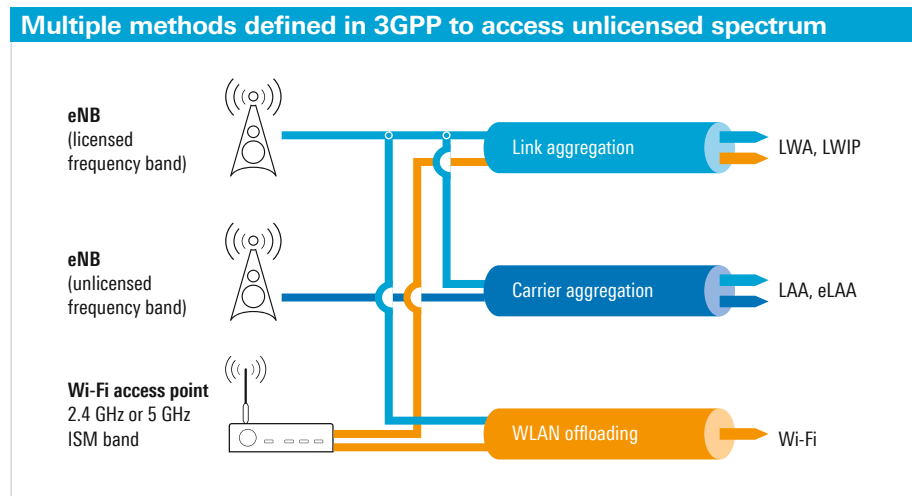 Multiple methods defined in 3GPP to access unlicensed spectrum
eNB
(licensed
frequency band)
Link aggregation
LWA, LWIP
eNB
(unlicensed
frequency band)
Carrier aggregation
LAA, eLAA
Wi-Fi access point
2.4 GHz or 5 GHz
ISM band
WLAN offloading
Wi-Fi